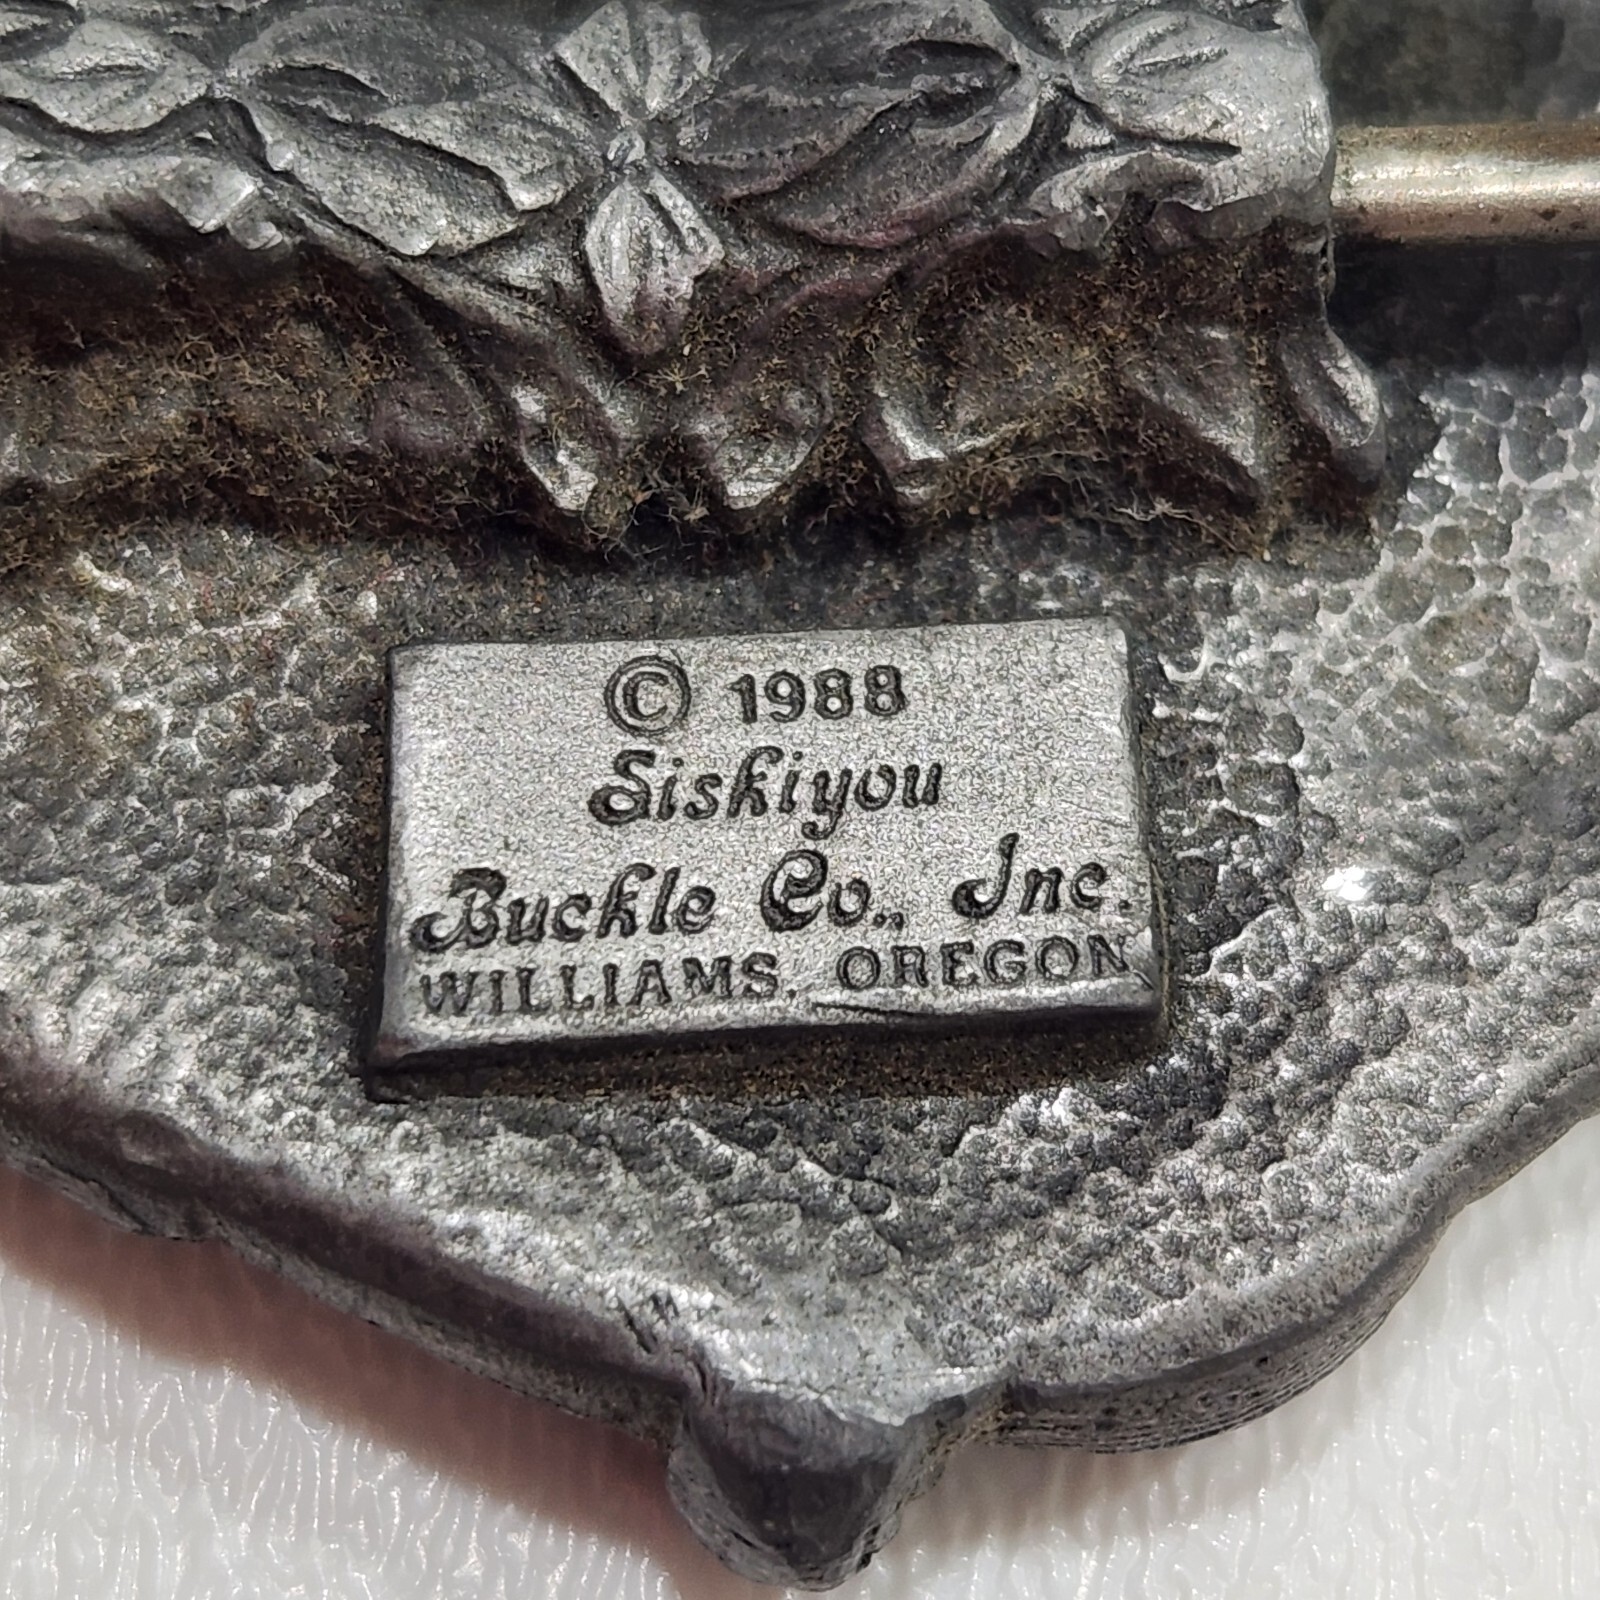 © 1988
Siskiyou
Buckle Co., Inc.
WILLIAMS, OREGON